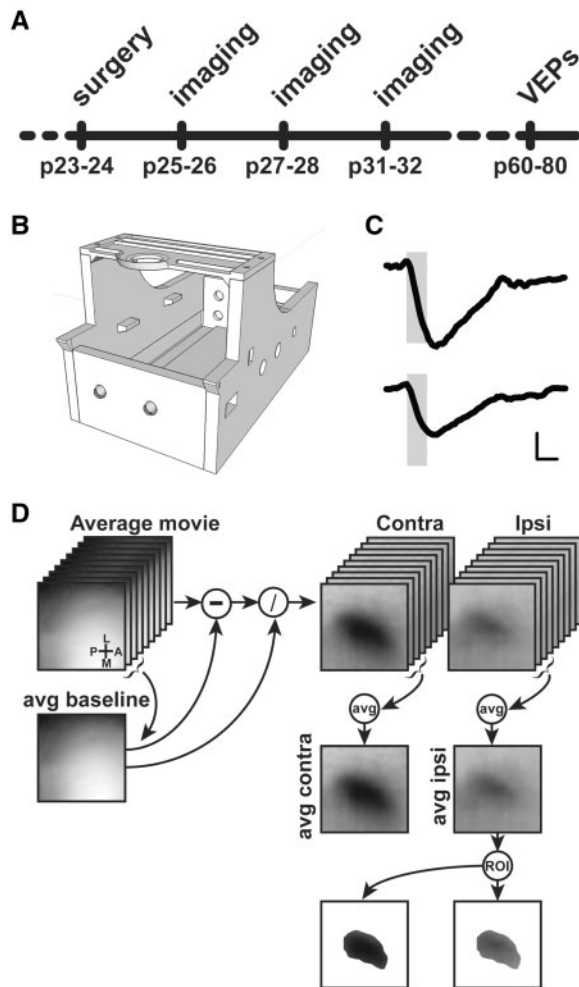 A
surgery
imaging
imaging
imaging
VEPs
p23-24
p25-26
p27-28
p31-32
p60-80
B
C
D
Average movie
Contra
Ipsi
L
P
A
M
-
/
avg baseline
avg
avg
avg contra
avg ipsi
ROI